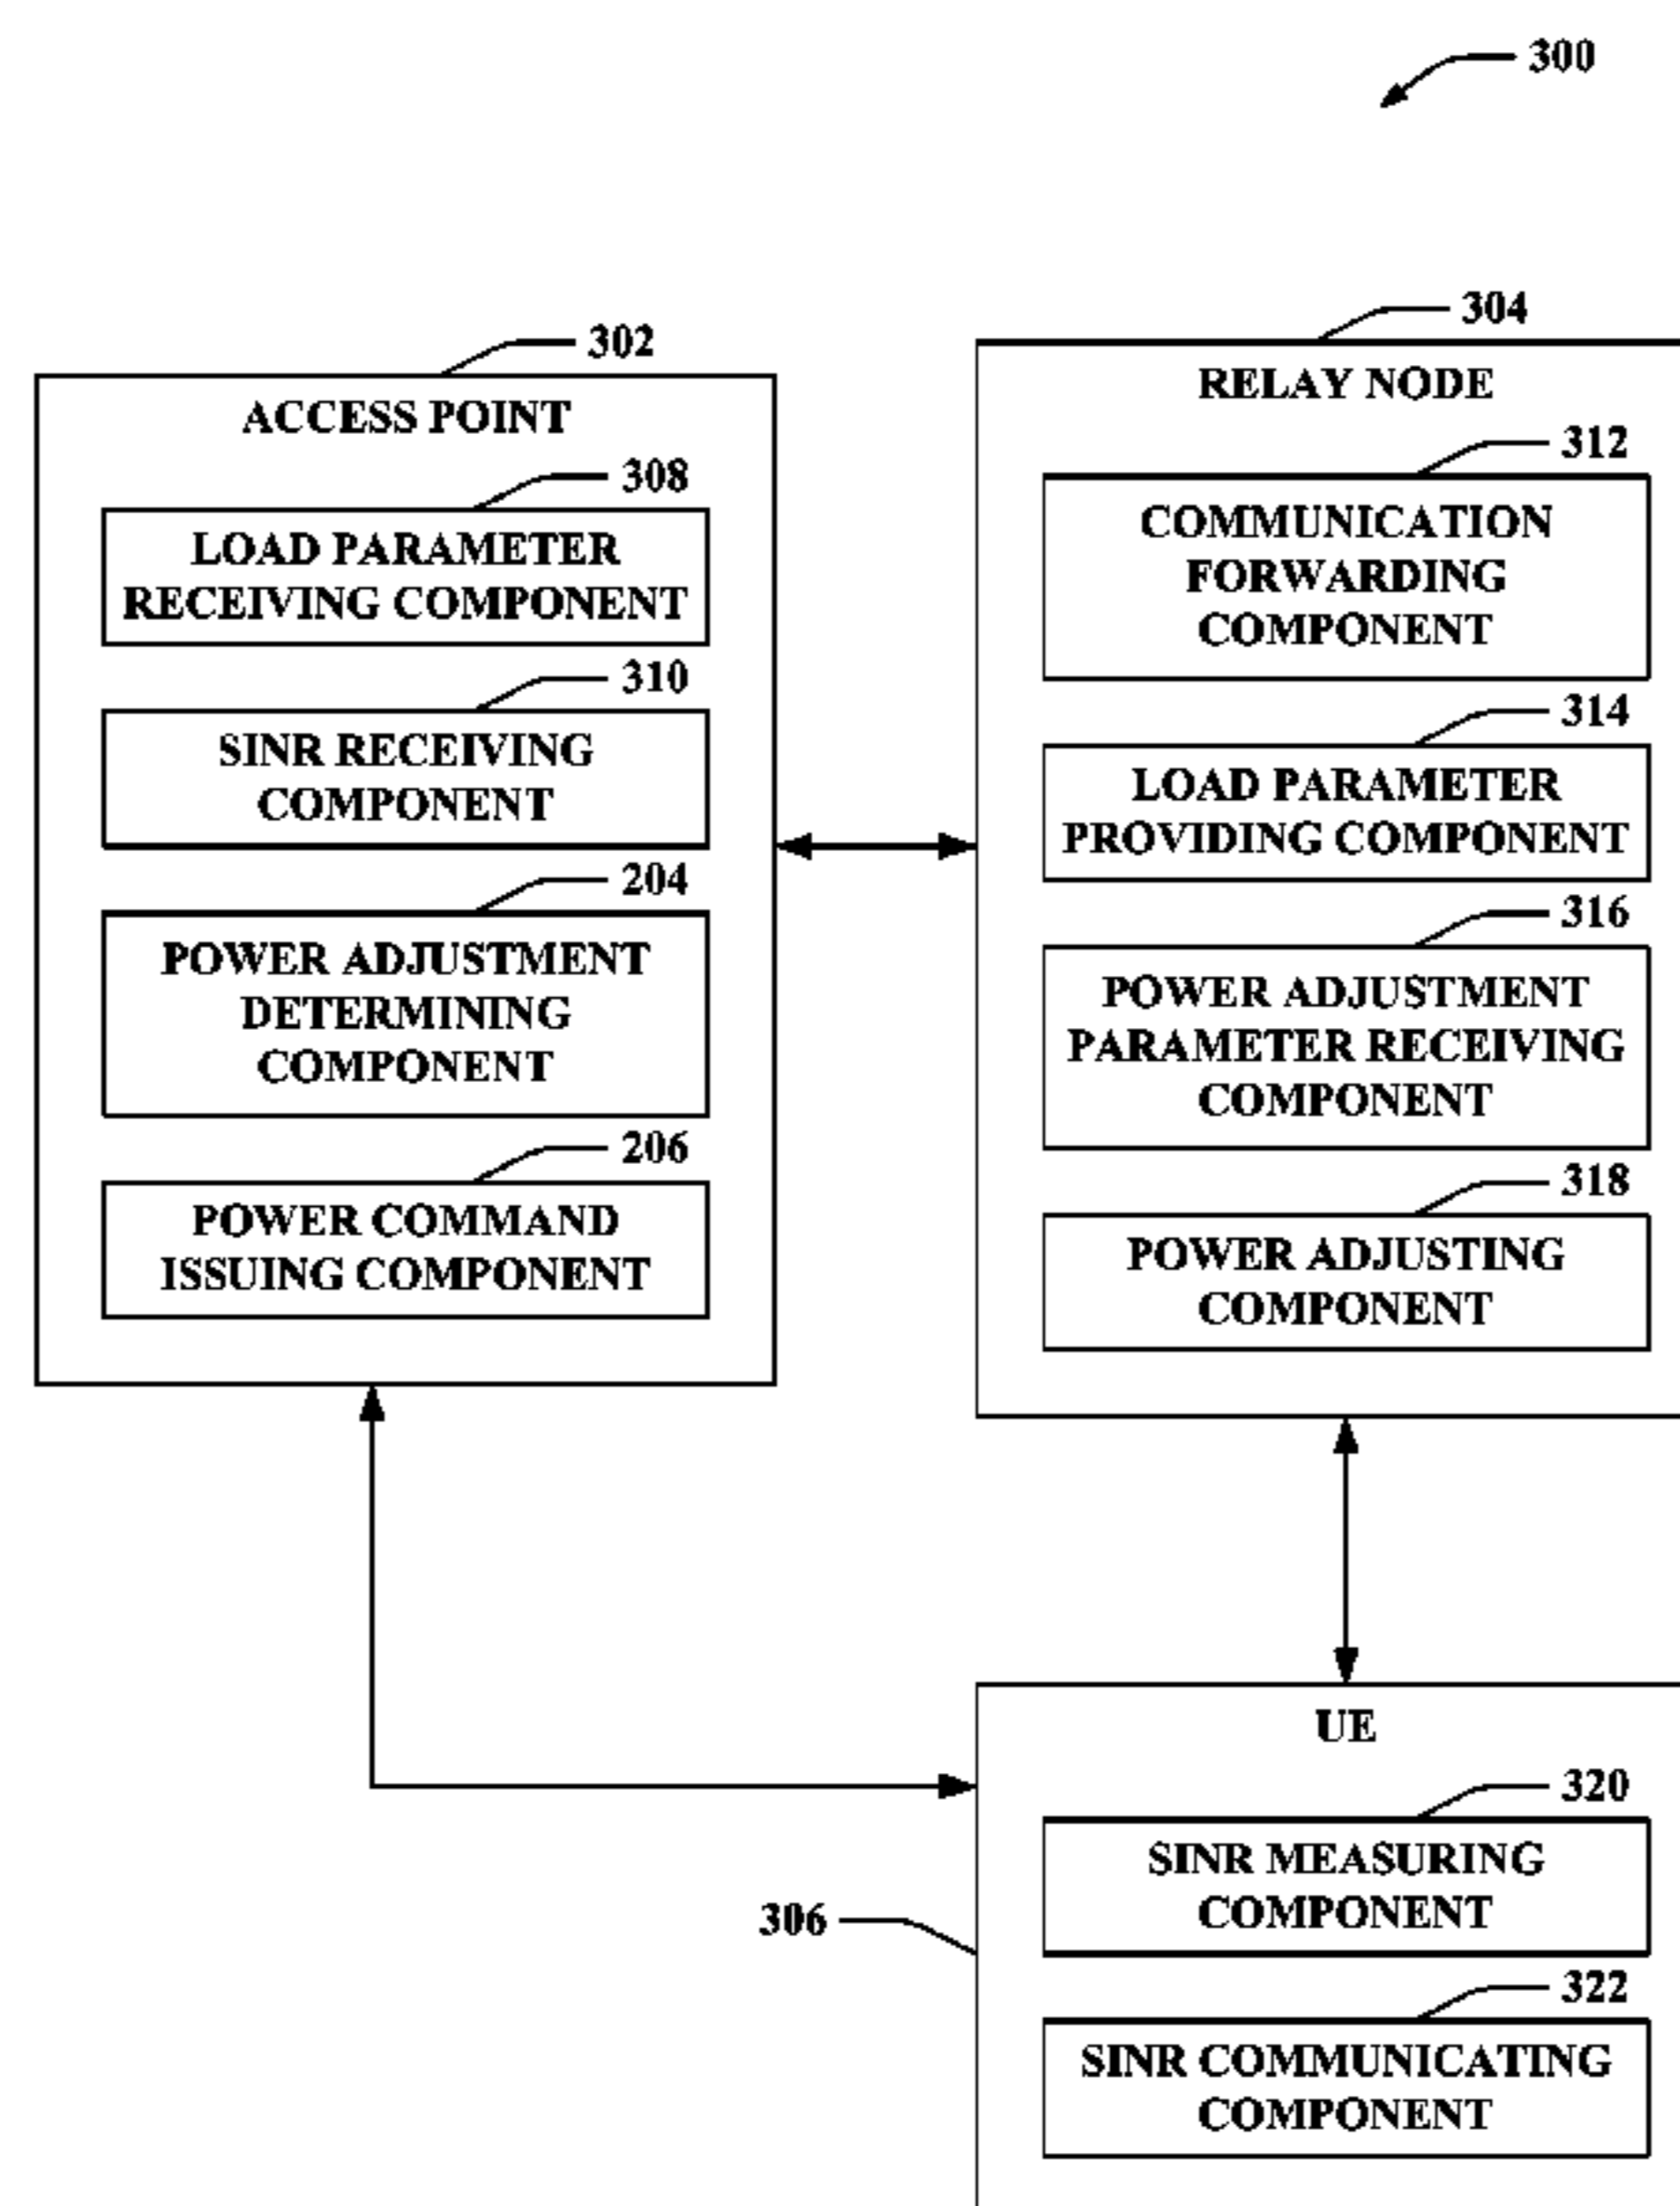 300
302
ACCESS POINT
308
LOAD PARAMETER
RECEIVING COMPONENT
310
SINR RECEIVING
COMPONENT
204
POWER ADJUSTMENT
DETERMINING
COMPONENT
206
POWER COMMAND
ISSUING COMPONENT
304
RELAY NODE
312
COMMUNICATION
FORWARDING
COMPONENT
314
LOAD PARAMETER
PROVIDING COMPONENT
316
POWER ADJUSTMENT
PARAMETER RECEIVING
COMPONENT
318
POWER ADJUSTING
COMPONENT
306
UE
320
SINR MEASURING
COMPONENT
322
SINR COMMUNICATING
COMPONENT